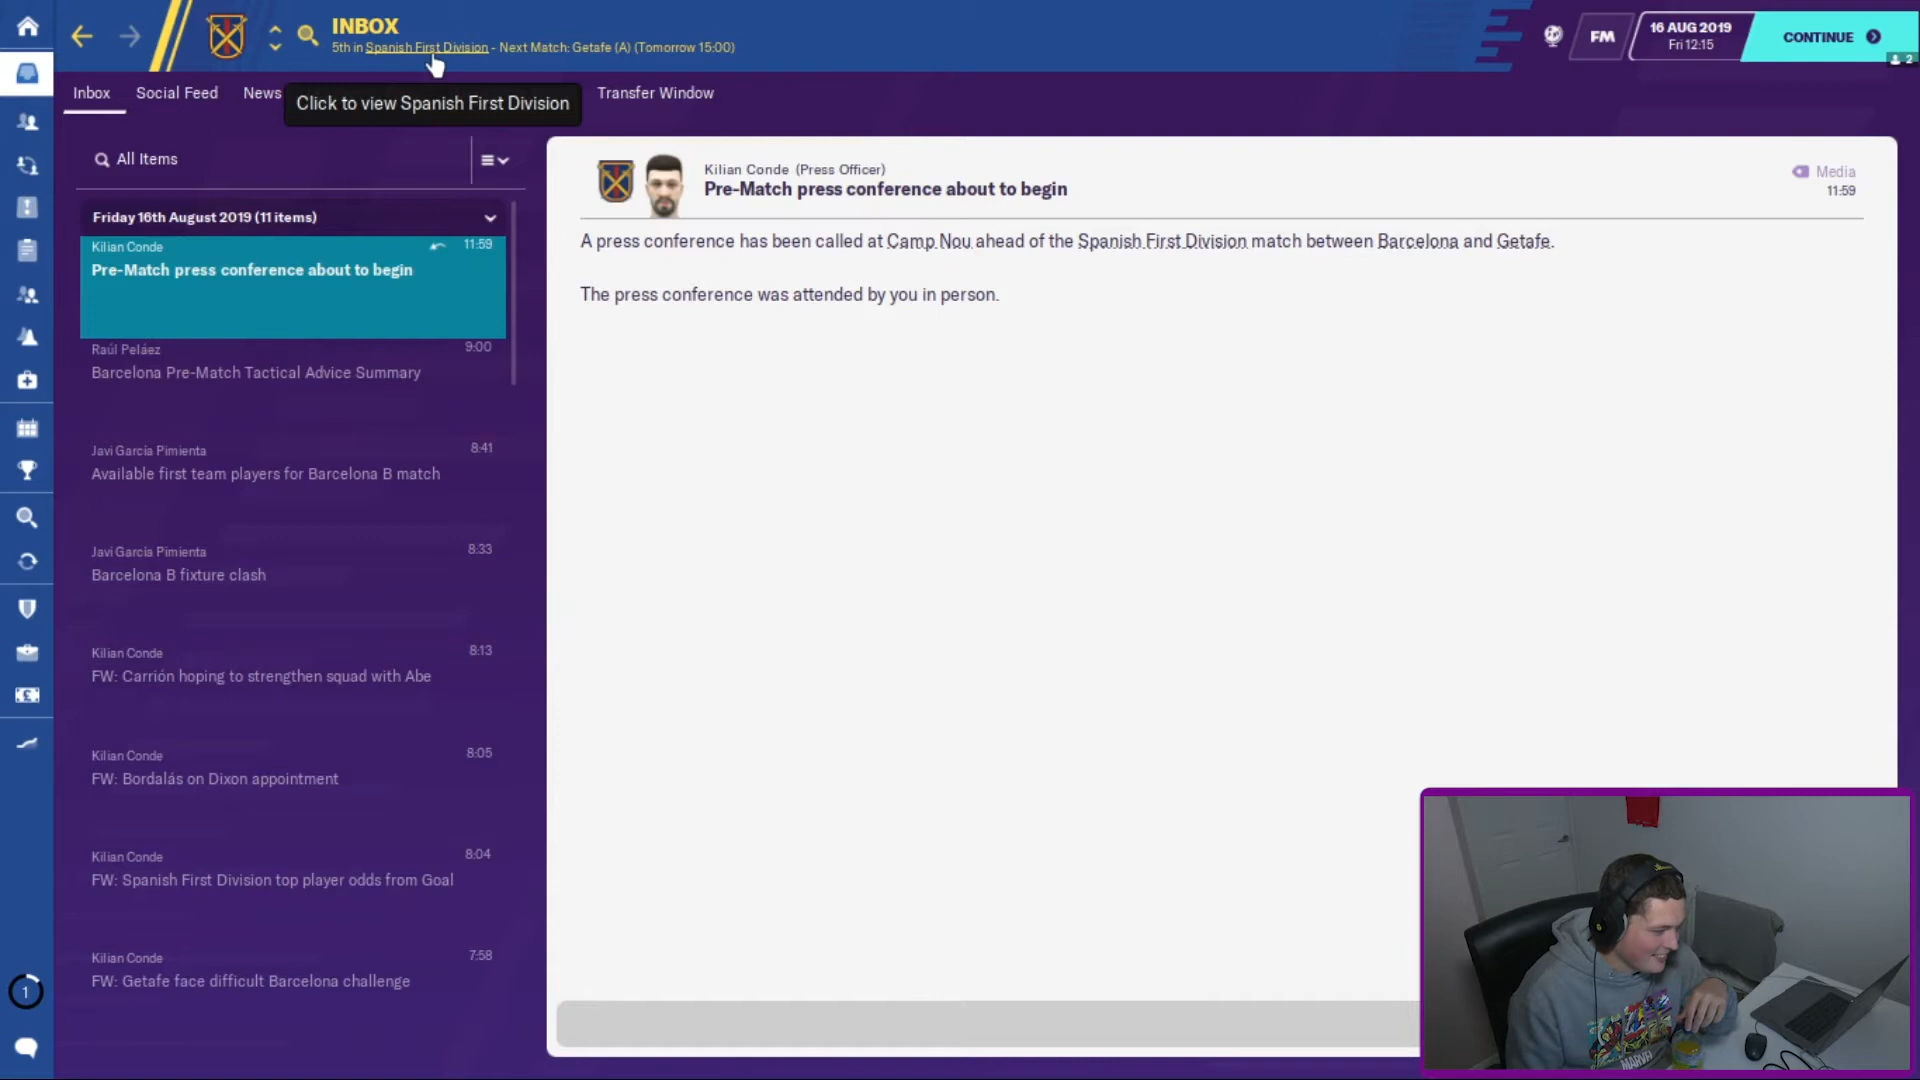 INBOX
5th in Spanish First Division - Next Match: Getafe (A) (Tomorrow 15:00)
FM
16 AUG 2019
Fri 12:15
CONTINUE
2
Inbox
Social Feed
News
Click to view Spanish First Division
Transfer Window
All Items
Friday 16th August 2019 (11 items)
Kilian Conde
11:59
Pre-Match press conference about to begin
Raúl Peláez
9:00
Barcelona Pre-Match Tactical Advice Summary
Javi García Pimienta
8:41
Available first team players for Barcelona B match
Javi García Pimienta
8:33
Barcelona B fixture clash
Kilian Conde
8:13
FW: Carrión hoping to strengthen squad with Abe
Kilian Conde
8:05
FW: Bordalás on Dixon appointment
Kilian Conde
8:04
FW: Spanish First Division top player odds from Goal
Kilian Conde
7:58
FW: Getafe face difficult Barcelona challenge
1
Kilian Conde (Press Officer)
Pre-Match press conference about to begin
Media
11:59
A press conference has been called at Camp Nou ahead of the Spanish First Division match between Barcelona and Getafe.
The press conference was attended by you in person.
MARVEL